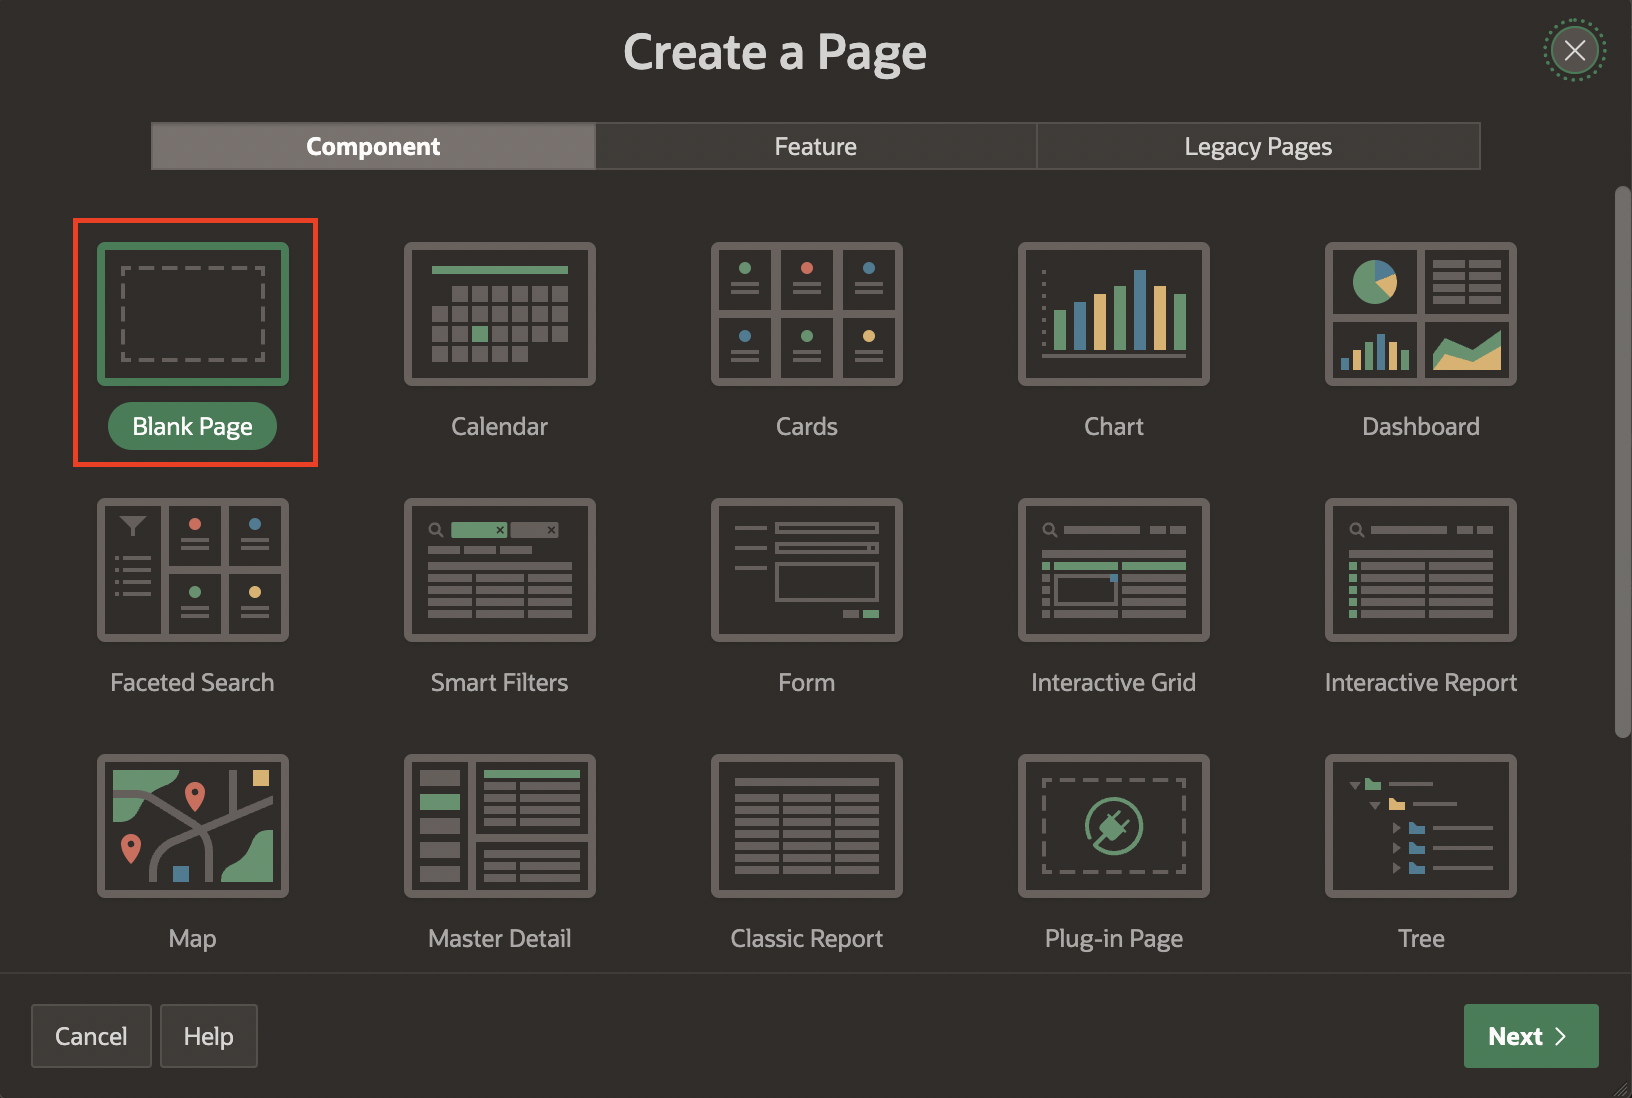 Create a Page
Component
Feature
Legacy Pages
Blank Page
Calendar
Cards
Chart
Dashboard
Faceted Search
Smart Filters
Form
Interactive Grid
Interactive Report
Map
Master Detail
Classic Report
Plug-in Page
Tree
Cancel
Help
Next